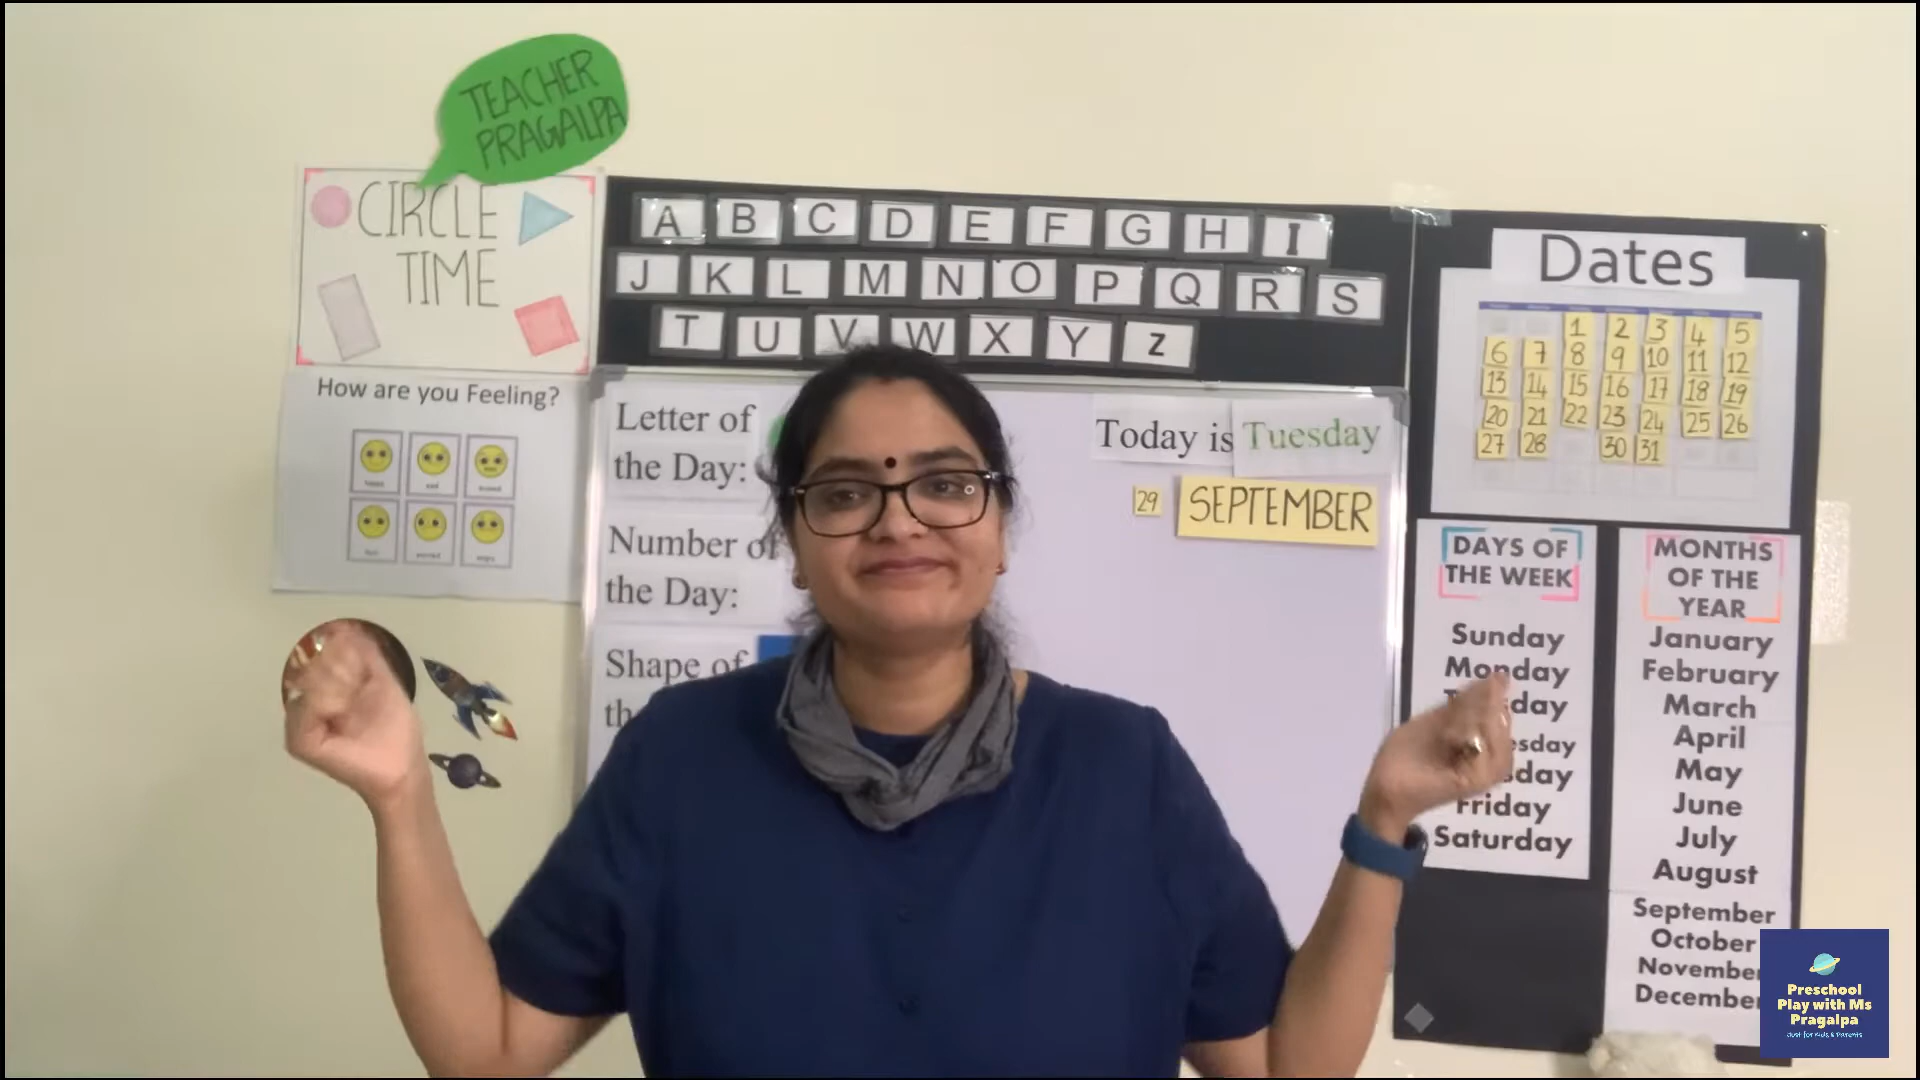 TEACHER
PRAGALPA
CIRCLE
TIME
How are you Feeling?
A B C D E F G H I
J K L M N O P Q R S
T U V W X Y Z
Letter of
the Day:
Number of
the Day:
Shape of
Today is Tuesday
29 SEPTEMBER
Dates
1 2 3 4 5
6 7 8 9 10 11 12
13 14 15 16 17 18 19
20 21 22 23 24 25 26
27 28 30 31
DAYS OF
THE WEEK
Sunday
Monday
Friday
Saturday
MONTHS
OF THE
YEAR
January
February
March
April
May
June
July
August
September
October
November
December
Preschool
Play with Ms
Pragalpa
Just for Kids & Parents